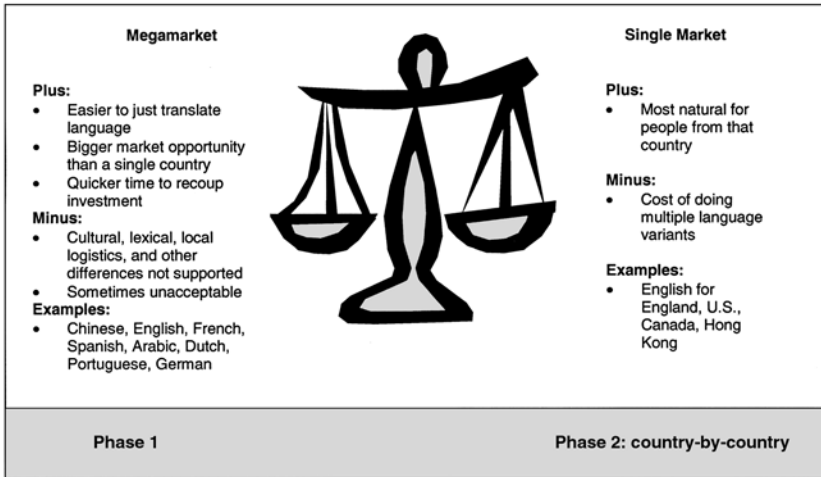 Megamarket
Plus:
• Easier to just translate
language
• Bigger market opportunity
than a single country
• Quicker time to recoup
investment
Minus:
• Cultural, lexical, local
logistics, and other
differences not supported
• Sometimes unacceptable
Examples:
• Chinese, English, French,
Spanish, Arabic, Dutch,
Portuguese, German
Single Market
Plus:
• Most natural for
people from that
country
Minus:
• Cost of doing
multiple language
variants
Examples:
• English for
England, U.S.,
Canada, Hong
Kong
Phase 1
Phase 2: country-by-country